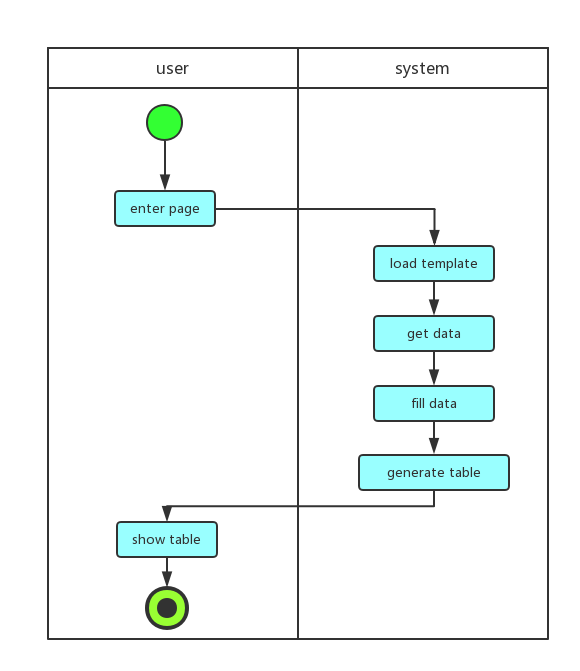 user
system
enter page
load template
get data
fill data
generate table
show table